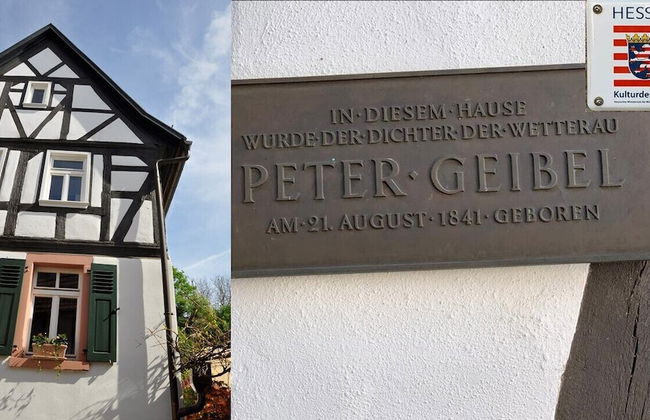 IN·DIESEM·HAUSE
WURDE·DER·DICHTER·DER·WETTERAU
PETER·GEIBEL
AM·21. AUGUST·1841·GEBOREN
HESS
Kulturde